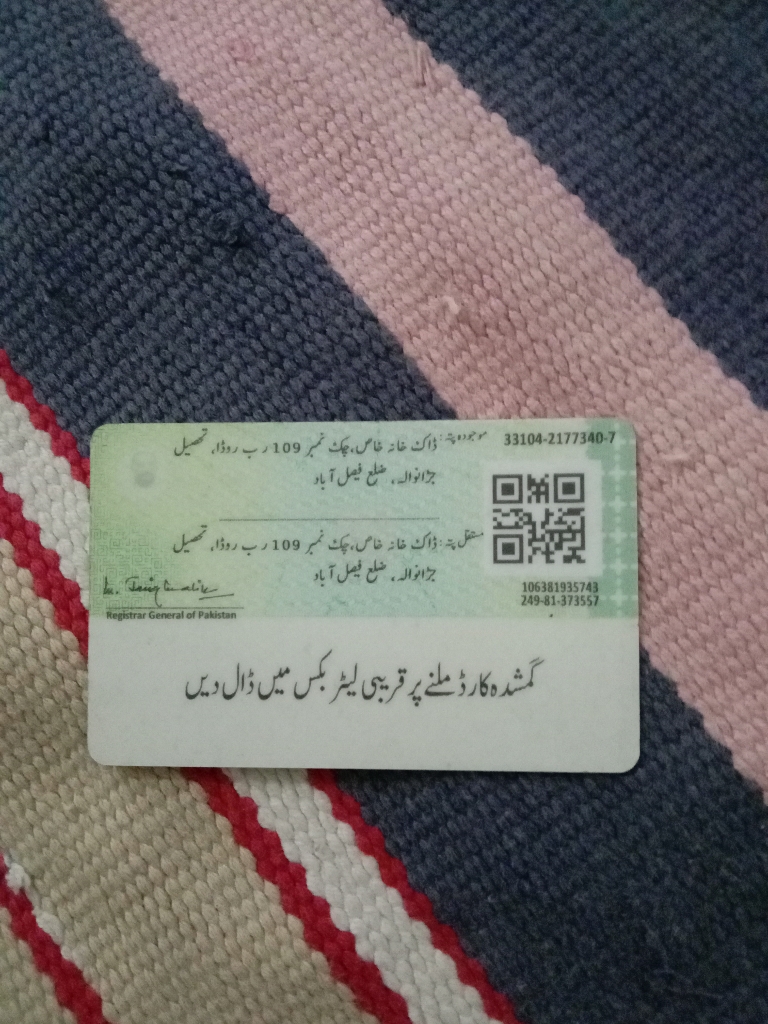 33104-2177340-7
موجودہ پتہ: ڈاک خانہ خاص، چک نمبر 109 ر ب روڈا، تحصیل
جڑانوالہ، ضلع فیصل آباد
مستقل پتہ: ڈاک خانہ خاص، چک نمبر 109 ر ب روڈا، تحصیل
جڑانوالہ، ضلع فیصل آباد
106381935743
249-81-373557
Registrar General of Pakistan
گمشدہ کارڈ ملنے پر قریبی لیٹر بکس میں ڈال دیں